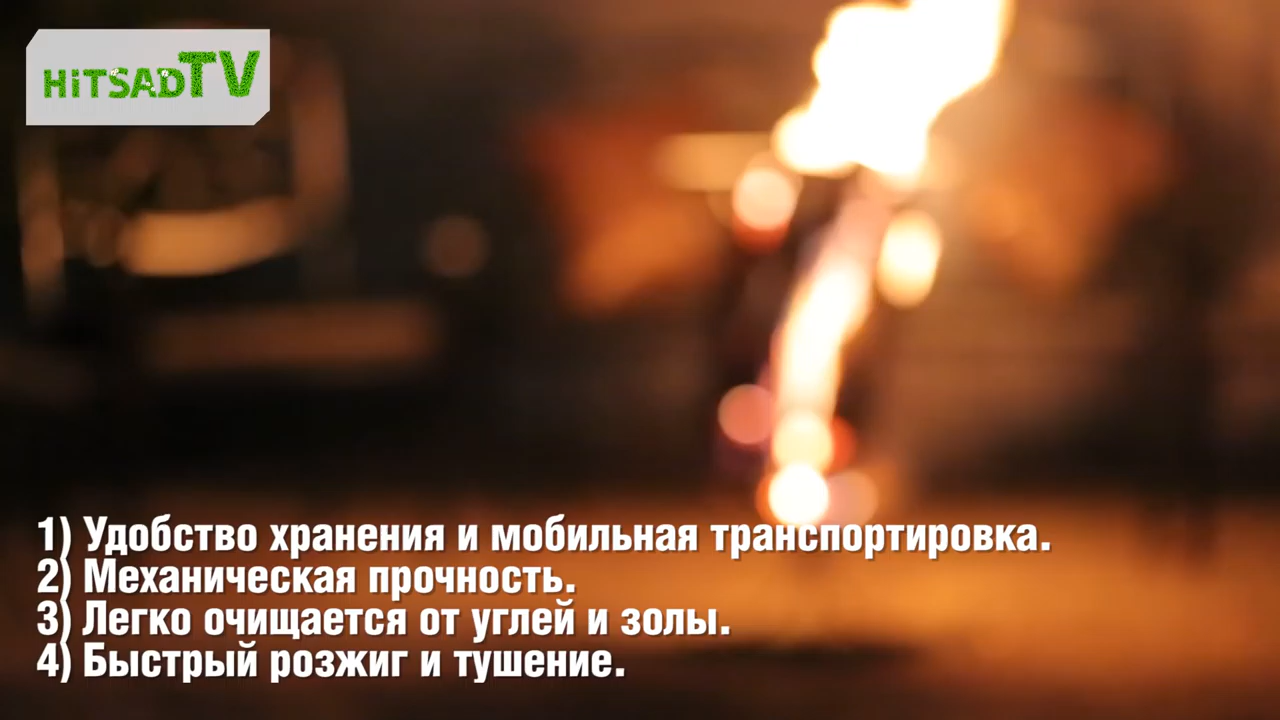 HiTSADTV
1) Удобство хранения и мобильная транспортировка.
2) Механическая прочность.
3) Легко очищается от углей и золы.
4) Быстрый розжиг и тушение.